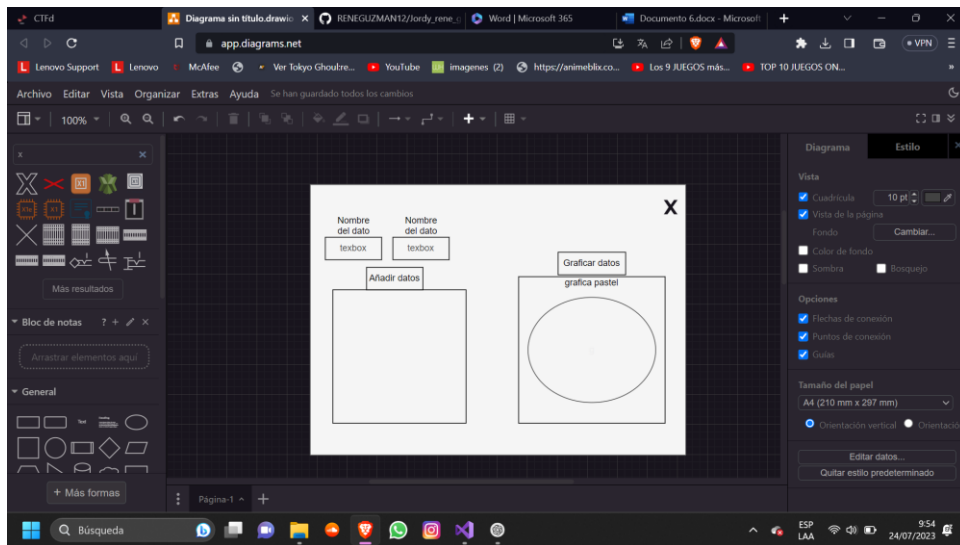 CTFd
Diagrama sin título.drawio
RENEGUZMAN12/Jordy_rene_g
Word | Microsoft 365
Documento 6.docx - Microsoft
app.diagrams.net
VPN
Lenovo Support
Lenovo
McAfee
Ver Tokyo Ghoul:re...
YouTube
imagenes (2)
https://animeblix.co...
Los 9 JUEGOS más...
TOP 10 JUEGOS ON...
Archivo Editar Vista Organizar Extras Ayuda Se han guardado todos los cambios
100%
x
Más resultados
Bloc de notas
Arrastrar elementos aquí
General
Text
+ Más formas
Página-1
X
Nombre
del dato
Nombre
del dato
texbox
texbox
Añadir datos
Graficar datos
grafica pastel
Diagrama
Estilo
Vista
Cuadrícula
10 pt
Vista de la página
Fondo
Cambiar...
Color de fondo
Sombra
Bosquejo
Opciones
Flechas de conexión
Puntos de conexión
Guías
Tamaño del papel
A4 (210 mm x 297 mm)
Orientación vertical
Orientació
Editar datos...
Quitar estilo predeterminado
Búsqueda
ESP
LAA
9:54
24/07/2023